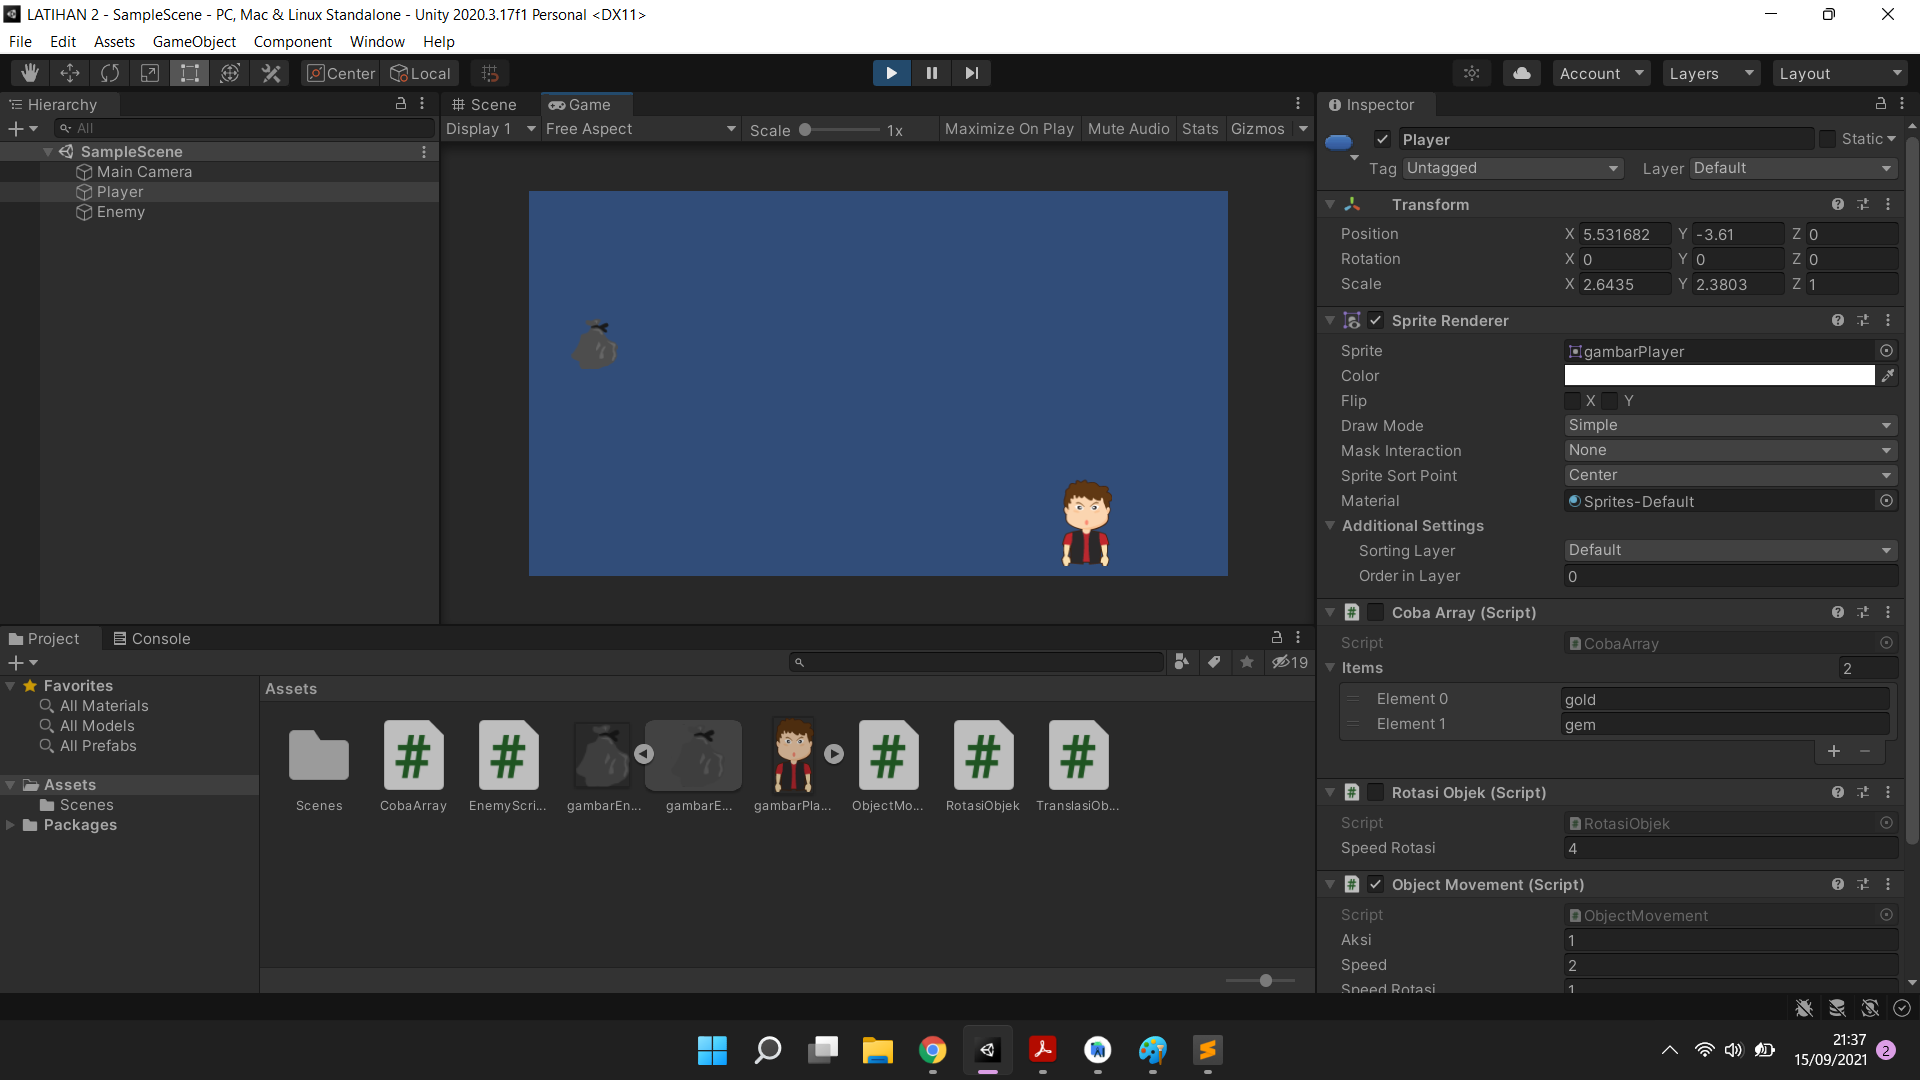 LATIHAN 2 - SampleScene - PC, Mac & Linux Standalone - Unity 2020.3.17f1 Personal <DX11>
File Edit Assets GameObject Component Window Help
Center Local Account Layers Layout
Hierarchy
All
SampleScene
Main Camera
Player
Enemy
Scene Game
Display 1 Free Aspect Scale 1x Maximize On Play Mute Audio Stats Gizmos
Inspector
Player Static
Tag Untagged Layer Default
Transform
Position X 5.531682 Y -3.61 Z 0
Rotation X 0 Y 0 Z 0
Scale X 2.6435 Y 2.3803 Z 1
Sprite Renderer
Sprite gambarPlayer
Color
Flip X Y
Draw Mode Simple
Mask Interaction None
Sprite Sort Point Center
Material Sprites-Default
Additional Settings
Sorting Layer Default
Order in Layer 0
Coba Array (Script)
Script CobaArray
Items 2
Element 0 gold
Element 1 gem
Rotasi Objek (Script)
Script RotasiObjek
Speed Rotasi 4
Object Movement (Script)
Script ObjectMovement
Aksi 1
Speed 2
Speed Rotasi 1
Project Console
19
Favorites
All Materials
All Models
All Prefabs
Assets
Scenes
Packages
Assets
Scenes CobaArray EnemyScri... gambarEn... gambarE... gambarPla... ObjectMo... RotasiObjek TranslasiOb...
21:37
15/09/2021 2